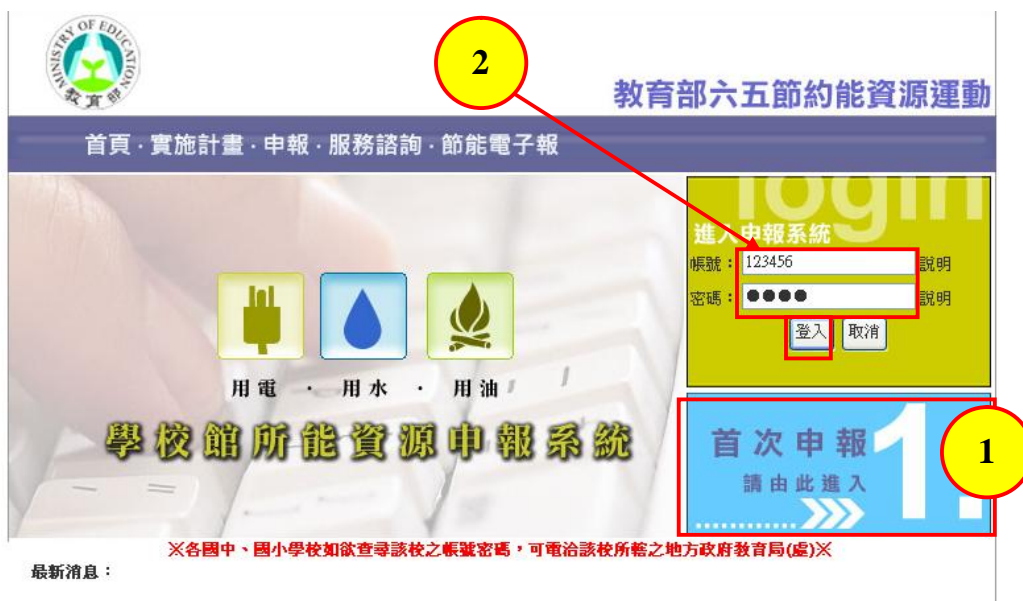 MINISTRY OF EDUCATION
教育部
2
教育部六五節約能資源運動
首頁．實施計畫．申報．服務諮詢．節能電子報
login
進入申報系統
帳號：123456 說明
密碼：●●●● 說明
登入 取消
用電 ． 用水 ． 用油
學校館所能資源申報系統
首次申報 1.
請由此進入
1
※各國中、國小學校如欲查尋該校之帳號密碼，可電洽該校所轄之地方政府教育局(處)※
最新消息：